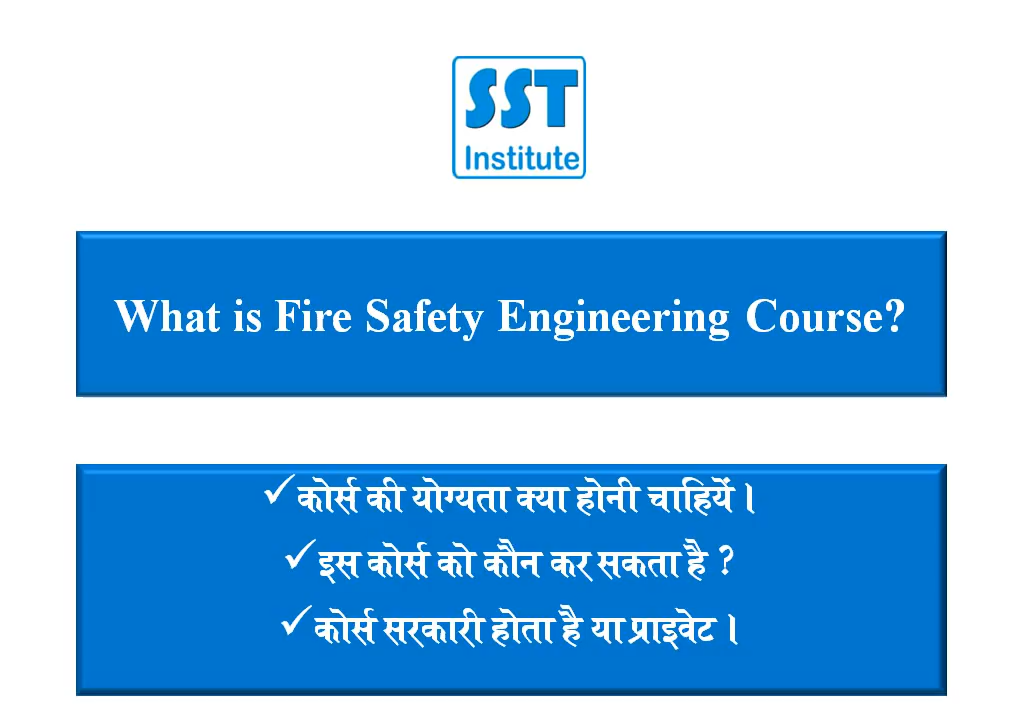 SST
Institute
What is Fire Safety Engineering Course?
✓कोर्स की योग्यता क्या होनी चाहियें।
✓इस कोर्स को कौन कर सकता है ?
✓कोर्स सरकारी होता है या प्राइवेट।